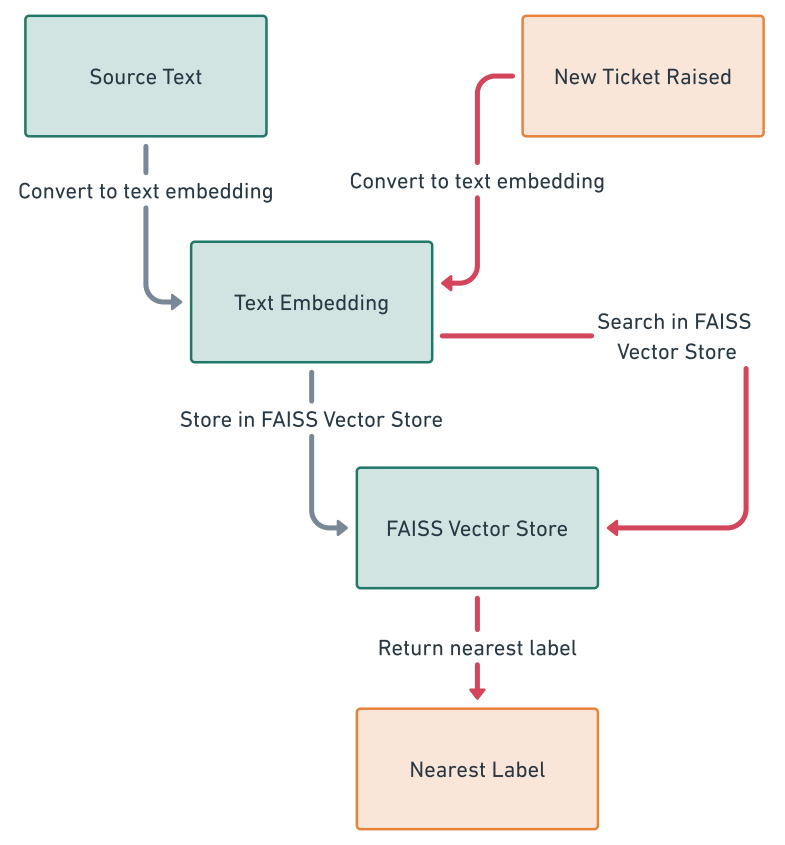 Source Text
New Ticket Raised
Convert to text embedding
Convert to text embedding
Text Embedding
Search in FAISS
Vector Store
Store in FAISS Vector Store
FAISS Vector Store
Return nearest label
Nearest Label